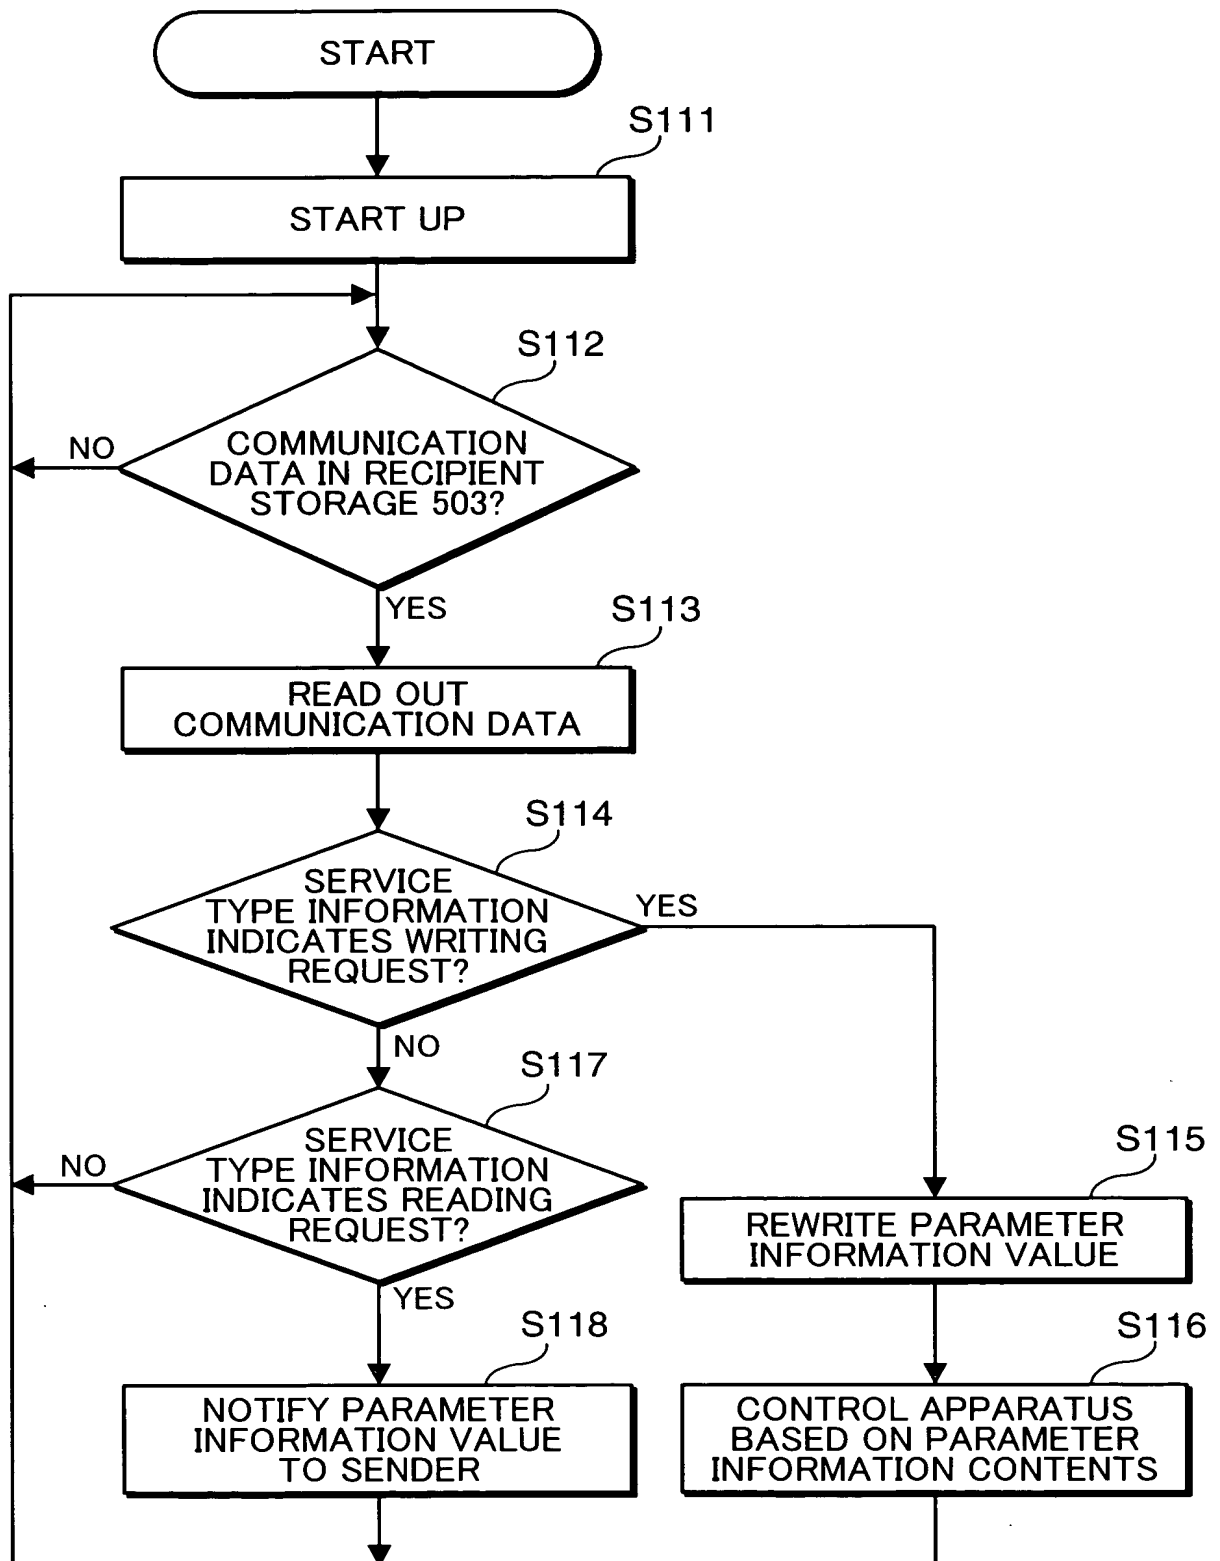 START
S111
START UP
S112
NO
COMMUNICATION
DATA IN RECIPIENT
STORAGE 503?
YES
S113
READ OUT
COMMUNICATION DATA
S114
SERVICE
TYPE INFORMATION
INDICATES WRITING
REQUEST?
YES
NO
S117
SERVICE
TYPE INFORMATION
INDICATES READING
REQUEST?
NO
YES
S115
REWRITE PARAMETER
INFORMATION VALUE
S118
NOTIFY PARAMETER
INFORMATION VALUE
TO SENDER
S116
CONTROL APPARATUS
BASED ON PARAMETER
INFORMATION CONTENTS